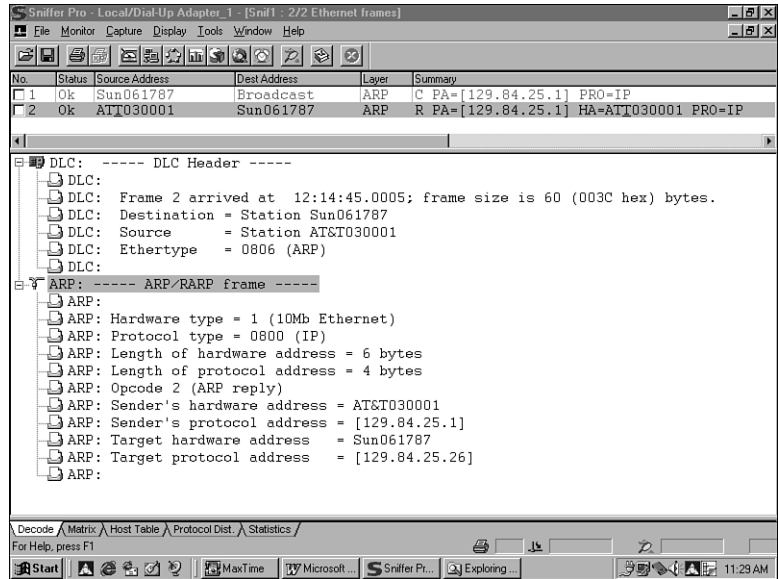 Sniffer Pro - Local/Dial-Up Adapter_1 - [Snif1 : 2/2 Ethernet frames]
File Monitor Capture Display Tools Window Help
No. Status Source Address Dest Address Layer Summary
1 Ok Sun061787 Broadcast ARP C PA=[129.84.25.1] PRO=IP
2 Ok ATT030001 Sun061787 ARP R PA=[129.84.25.1] HA=ATT030001 PRO=IP
DLC: ----- DLC Header -----
DLC:
DLC: Frame 2 arrived at 12:14:45.0005; frame size is 60 (003C hex) bytes.
DLC: Destination = Station Sun061787
DLC: Source = Station AT&T030001
DLC: Ethertype = 0806 (ARP)
DLC:
ARP: ----- ARP/RARP frame -----
ARP:
ARP: Hardware type = 1 (10Mb Ethernet)
ARP: Protocol type = 0800 (IP)
ARP: Length of hardware address = 6 bytes
ARP: Length of protocol address = 4 bytes
ARP: Opcode 2 (ARP reply)
ARP: Sender's hardware address = AT&T030001
ARP: Sender's protocol address = [129.84.25.1]
ARP: Target hardware address = Sun061787
ARP: Target protocol address = [129.84.25.26]
ARP:
Decode Matrix Host Table Protocol Dist. Statistics
For Help, press F1
Start MaxTime Microsoft ... Sniffer Pr... Exploring ... 11:29 AM